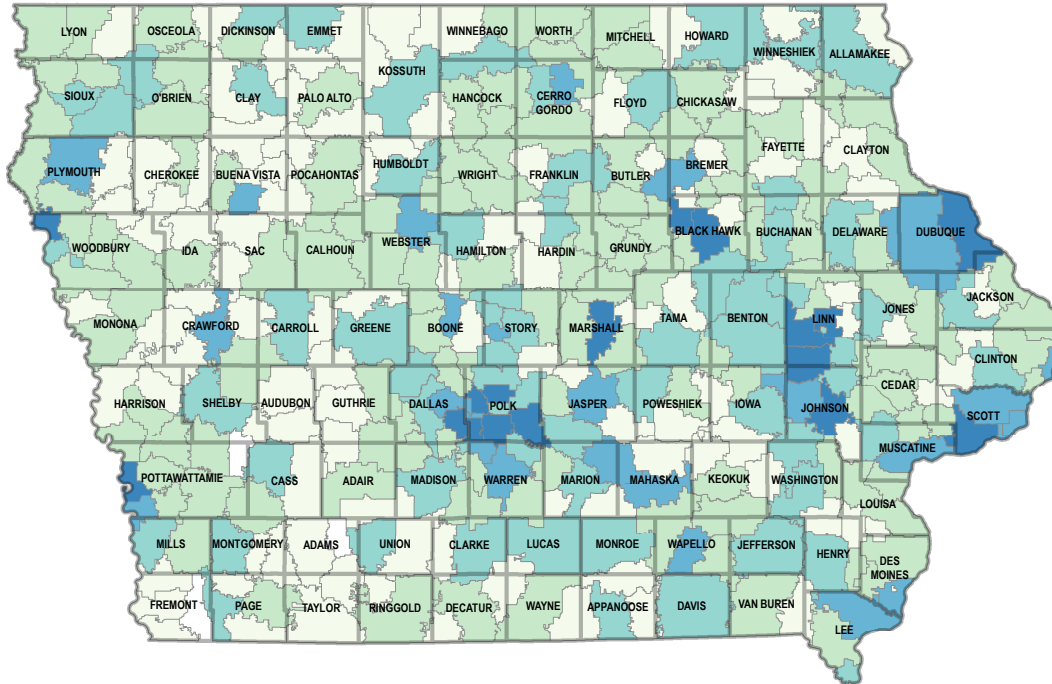 LYON
OSCEOLA
DICKINSON
EMMET
WINNEBAGO
WORTH
MITCHELL
HOWARD
WINNESHIEK
ALLAMAKEE
KOSSUTH
SIOUX
O'BRIEN
CLAY
PALO ALTO
HANCOCK
CERRO
GORDO
FLOYD
CHICKASAW
PLYMOUTH
CHEROKEE
BUENA VISTA
POCAHONTAS
HUMBOLDT
WRIGHT
FRANKLIN
BUTLER
BREMER
FAYETTE
CLAYTON
WOODBURY
IDA
SAC
CALHOUN
WEBSTER
HAMILTON
HARDIN
GRUNDY
BLACK HAWK
BUCHANAN
DELAWARE
DUBUQUE
MONONA
CRAWFORD
CARROLL
GREENE
BOONE
STORY
MARSHALL
TAMA
BENTON
LINN
JONES
JACKSON
CLINTON
CEDAR
HARRISON
SHELBY
AUDUBON
GUTHRIE
DALLAS
POLK
JASPER
POWESHIEK
IOWA
JOHNSON
SCOTT
MUSCATINE
POTTAWATTAMIE
CASS
ADAIR
MADISON
WARREN
MARION
MAHASKA
KEOKUK
WASHINGTON
LOUISA
MILLS
MONTGOMERY
ADAMS
UNION
CLARKE
LUCAS
MONROE
WAPELLO
JEFFERSON
HENRY
DES
MOINES
FREMONT
PAGE
TAYLOR
RINGGOLD
DECATUR
WAYNE
APPANOOSE
DAVIS
VAN BUREN
LEE